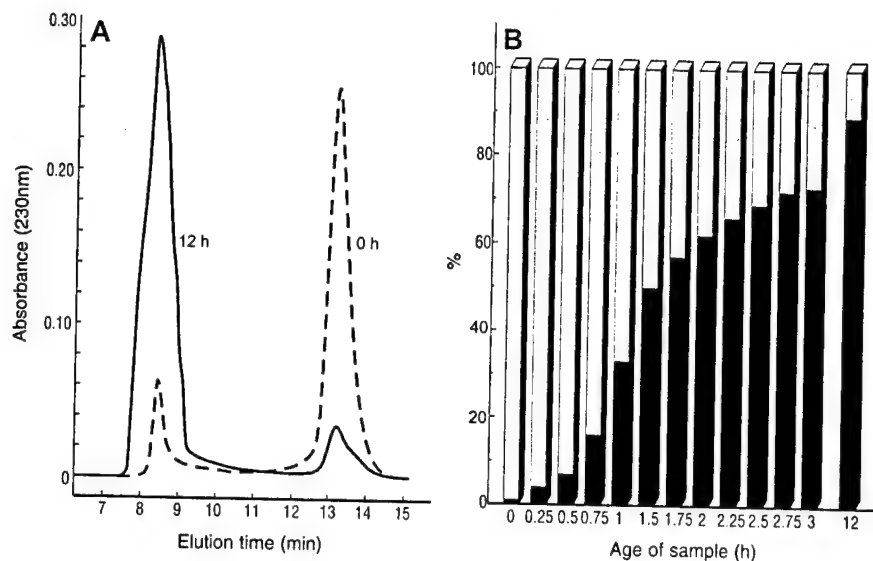 A
0.30
0.20
0.10
0
Absorbance (230nm)
12 h
0 h
7 8 9 10 11 12 13 14 15
Elution time (min)
B
100
80
60
40
20
0
%
0 0.25 0.5 0.75 1 1.5 1.75 2 2.25 2.5 2.75 3 12
Age of sample (h)